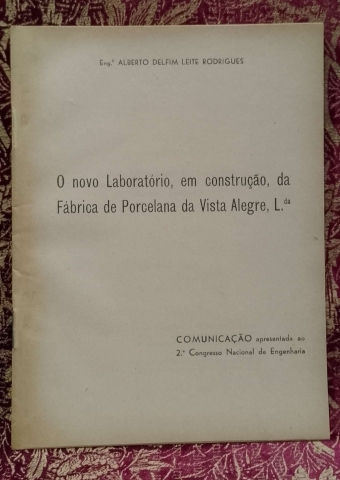 Eng.º ALBERTO DELFIM LEITE RODRIGUES
O novo Laboratório, em construção, da
Fábrica de Porcelana da Vista Alegre, L.da
COMUNICAÇÃO apresentada ao
2.º Congresso Nacional de Engenharia